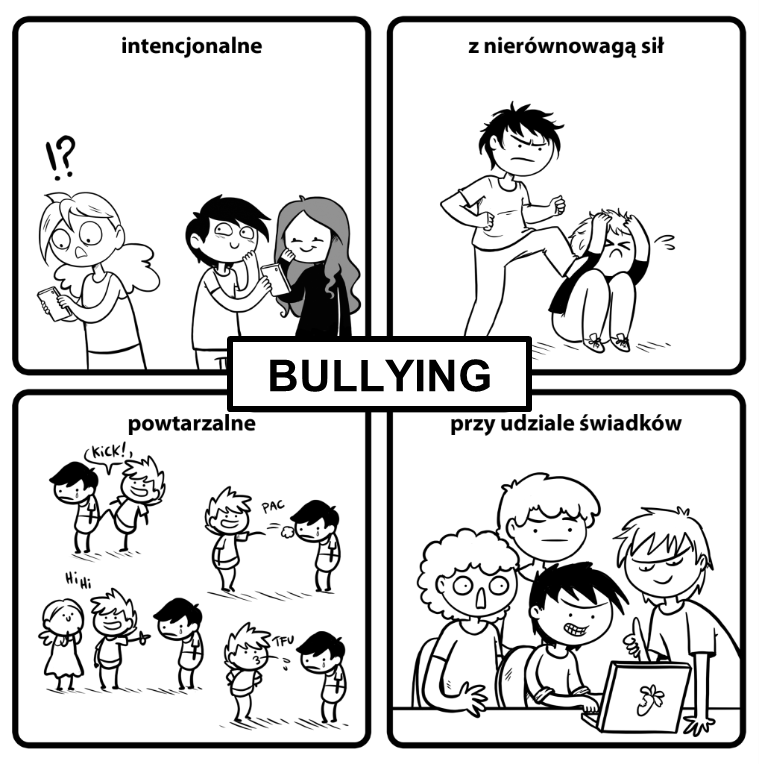 intencjonalne
z nierównowagą sił
!?
BULLYING
powtarzalne
KiCK!,
PAC
HiHi
TFU
przy udziale świadków